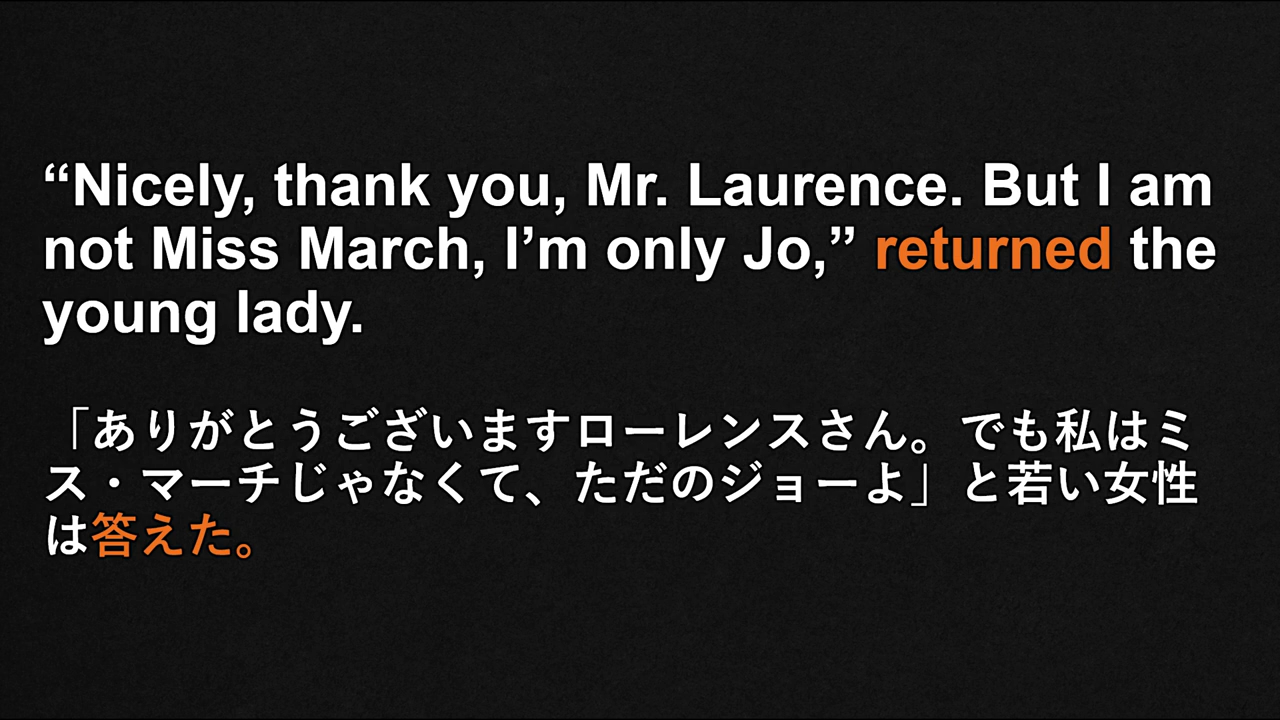 “Nicely, thank you, Mr. Laurence. But I am
not Miss March, I’m only Jo,” returned the
young lady.
「ありがとうございますローレンスさん。でも私はミ
ス・マーチじゃなくて、ただのジョーよ」と若い女性
は答えた。